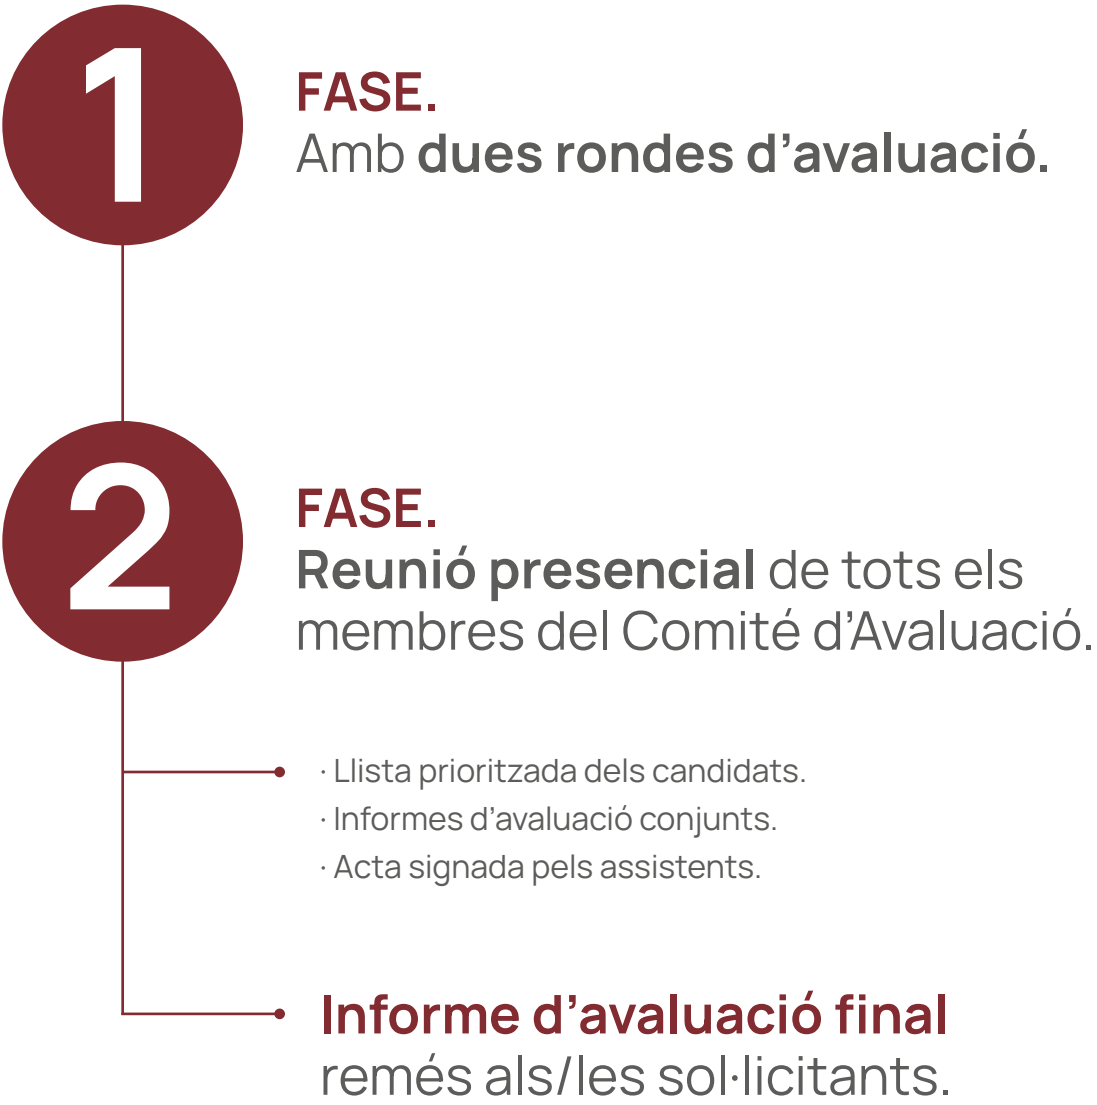 1
FASE.
Amb dues rondes d’avaluació.
2
FASE.
Reunió presencial de tots els
membres del Comité d’Avaluació.
· Llista prioritzada dels candidats.
· Informes d’avaluació conjunts.
· Acta signada pels assistents.
Informe d’avaluació final
remés als/les sol·licitants.